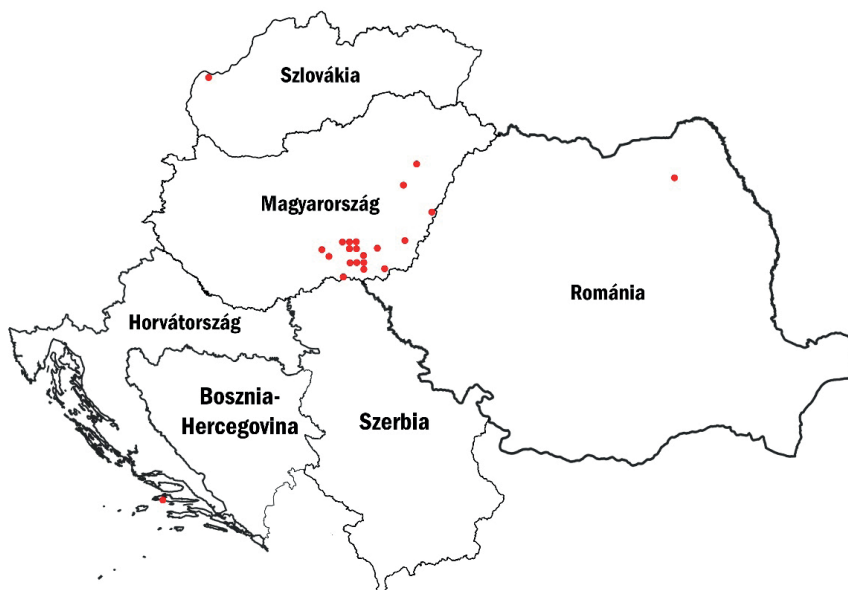 Szlovákia
Magyarország
Románia
Horvátország
Bosznia-
Hercegovina
Szerbia